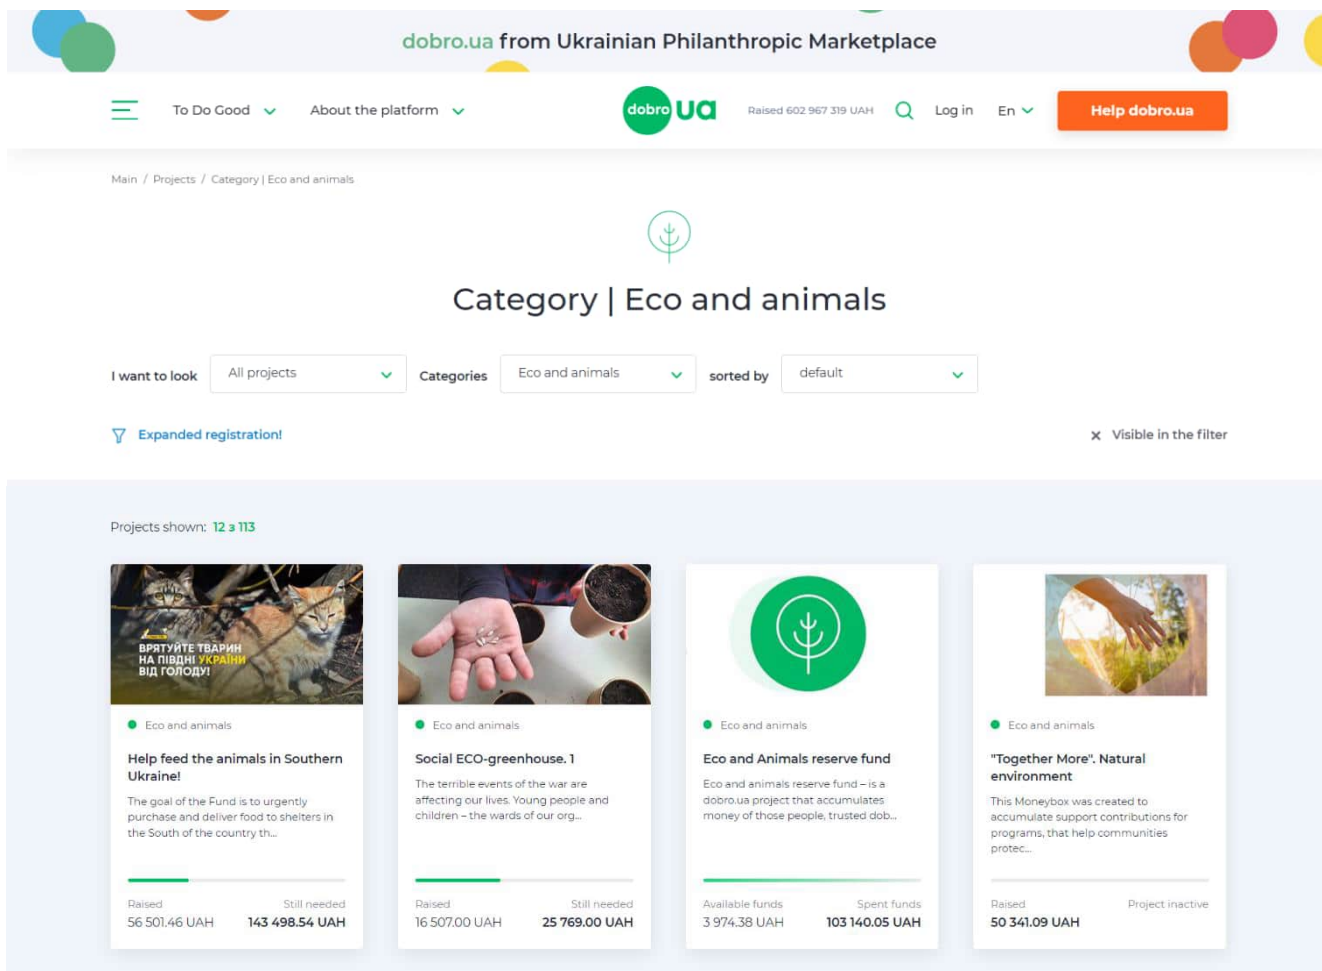 dobro.ua from Ukrainian Philanthropic Marketplace
To Do Good
About the platform
dobro ua
Raised 602 967 319 UAH
Log in
En
Help dobro.ua
Main / Projects / Category | Eco and animals
Category | Eco and animals
I want to look
All projects
Categories
Eco and animals
sorted by
default
Expanded registration!
Visible in the filter
Projects shown: 12 з 113
ВРЯТУЙТЕ ТВАРИН
НА ПІВДНІ УКРАЇНИ
ВІД ГОЛОДУ!
Eco and animals
Help feed the animals in Southern
Ukraine!
The goal of the Fund is to urgently
purchase and deliver food to shelters in
the South of the country th...
Raised
Still needed
56 501.46 UAH
143 498.54 UAH
Eco and animals
Social ECO-greenhouse. 1
The terrible events of the war are
affecting our lives. Young people and
children – the wards of our org...
Raised
Still needed
16 507.00 UAH
25 769.00 UAH
Eco and animals
Eco and Animals reserve fund
Eco and animals reserve fund – is a
dobro.ua project that accumulates
money of those people, trusted dob...
Available funds
Spent funds
3 974.38 UAH
103 140.05 UAH
Eco and animals
"Together More". Natural
environment
This Moneybox was created to
accumulate support contributions for
programs, that help communities
protec...
Raised
Project inactive
50 341.09 UAH